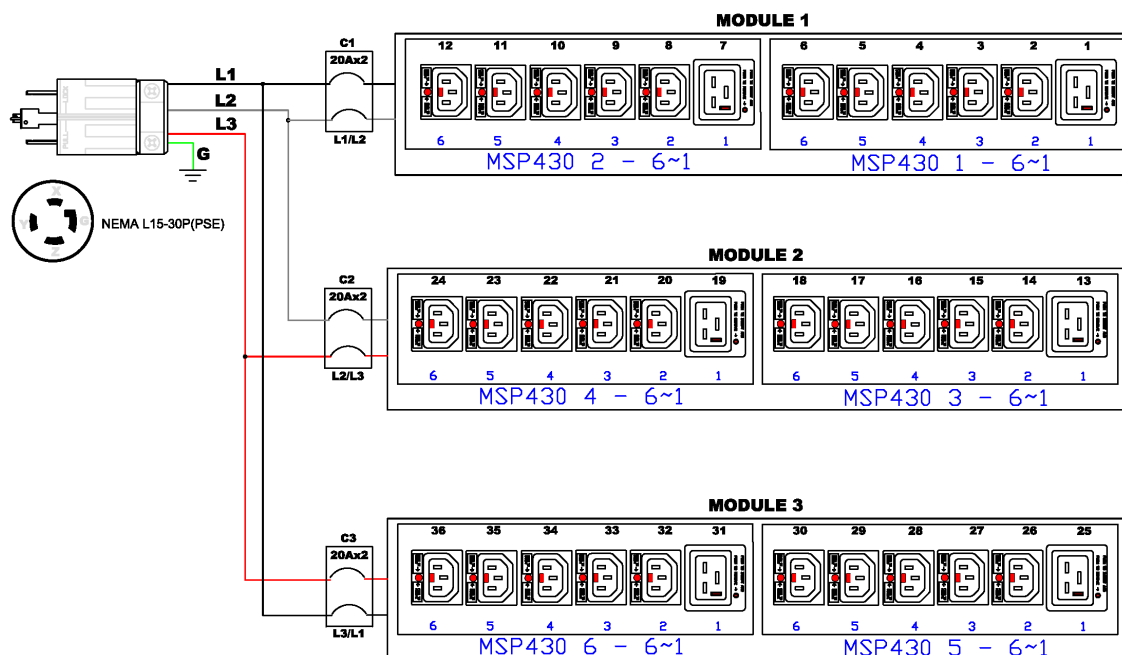 MODULE 1
C1
20Ax2
L1/L2
12 11 10 9 8 7 6 5 4 3 2 1
6 5 4 3 2 1 6 5 4 3 2 1
MSP430 2 - 6~1 MSP430 1 - 6~1
L1
L2
L3
G
LOCK
PULL
X
Y
G
Z
NEMA L15-30P(PSE)
MODULE 2
C2
20Ax2
L2/L3
24 23 22 21 20 19 18 17 16 15 14 13
6 5 4 3 2 1 6 5 4 3 2 1
MSP430 4 - 6~1 MSP430 3 - 6~1
MODULE 3
C3
20Ax2
L3/L1
36 35 34 33 32 31 30 29 28 27 26 25
6 5 4 3 2 1 6 5 4 3 2 1
MSP430 6 - 6~1 MSP430 5 - 6~1